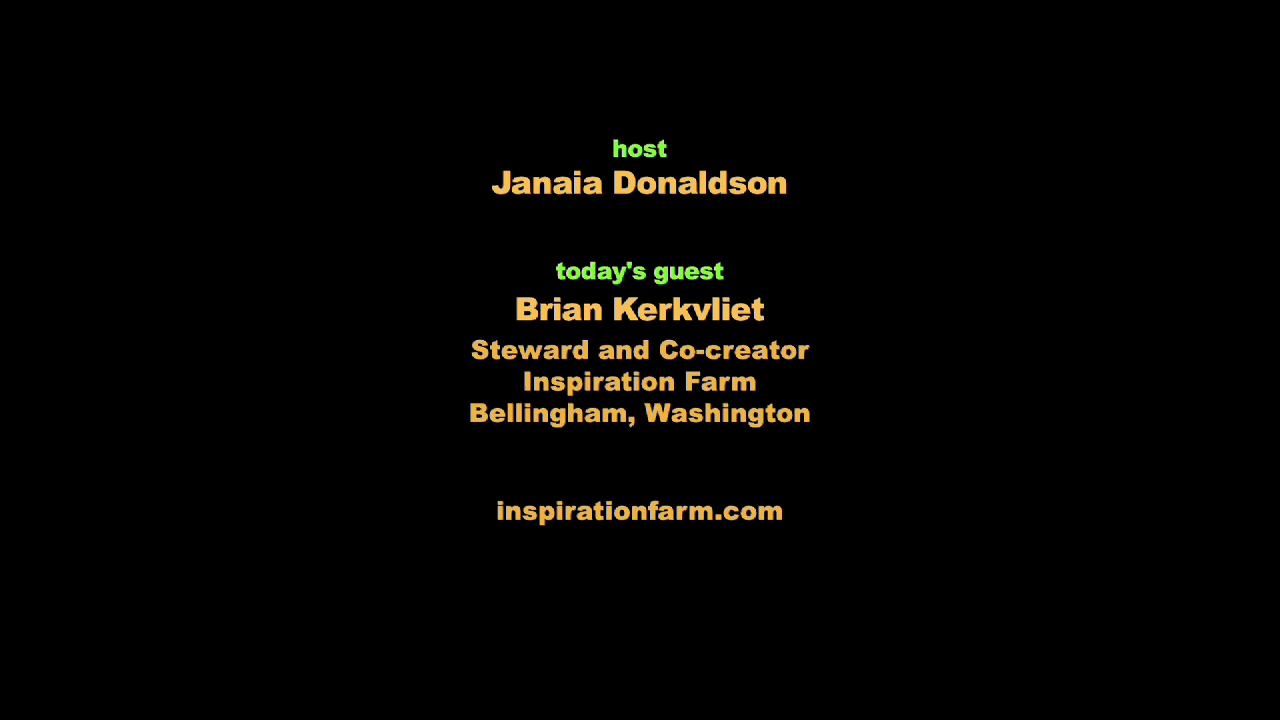 host
Janaia Donaldson
today's guest
Brian Kerkvliet
Steward and Co-creator
Inspiration Farm
Bellingham, Washington
inspirationfarm.com